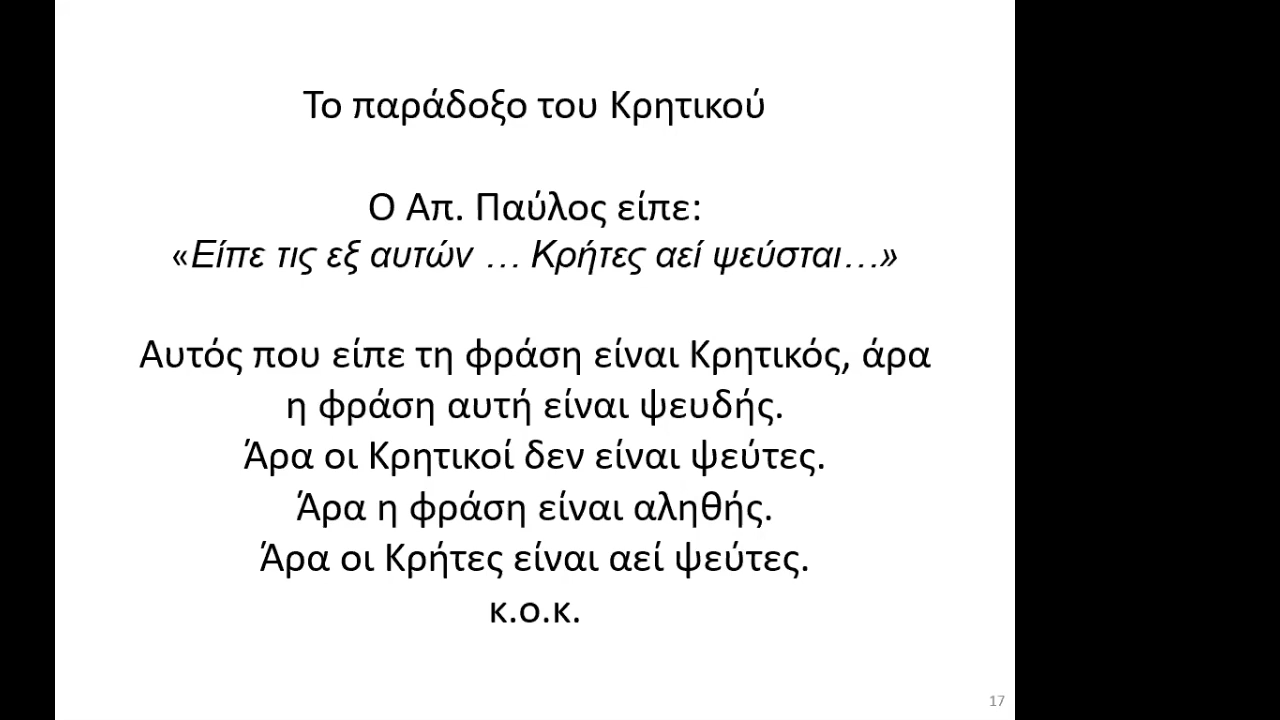 Το παράδοξο του Κρητικού
Ο Απ. Παύλος είπε:
«Είπε τις εξ αυτών … Κρήτες αεί ψεύσται…»
Αυτός που είπε τη φράση είναι Κρητικός, άρα
η φράση αυτή είναι ψευδής.
Άρα οι Κρητικοί δεν είναι ψεύτες.
Άρα η φράση είναι αληθής.
Άρα οι Κρήτες είναι αεί ψεύτες.
κ.ο.κ.
17